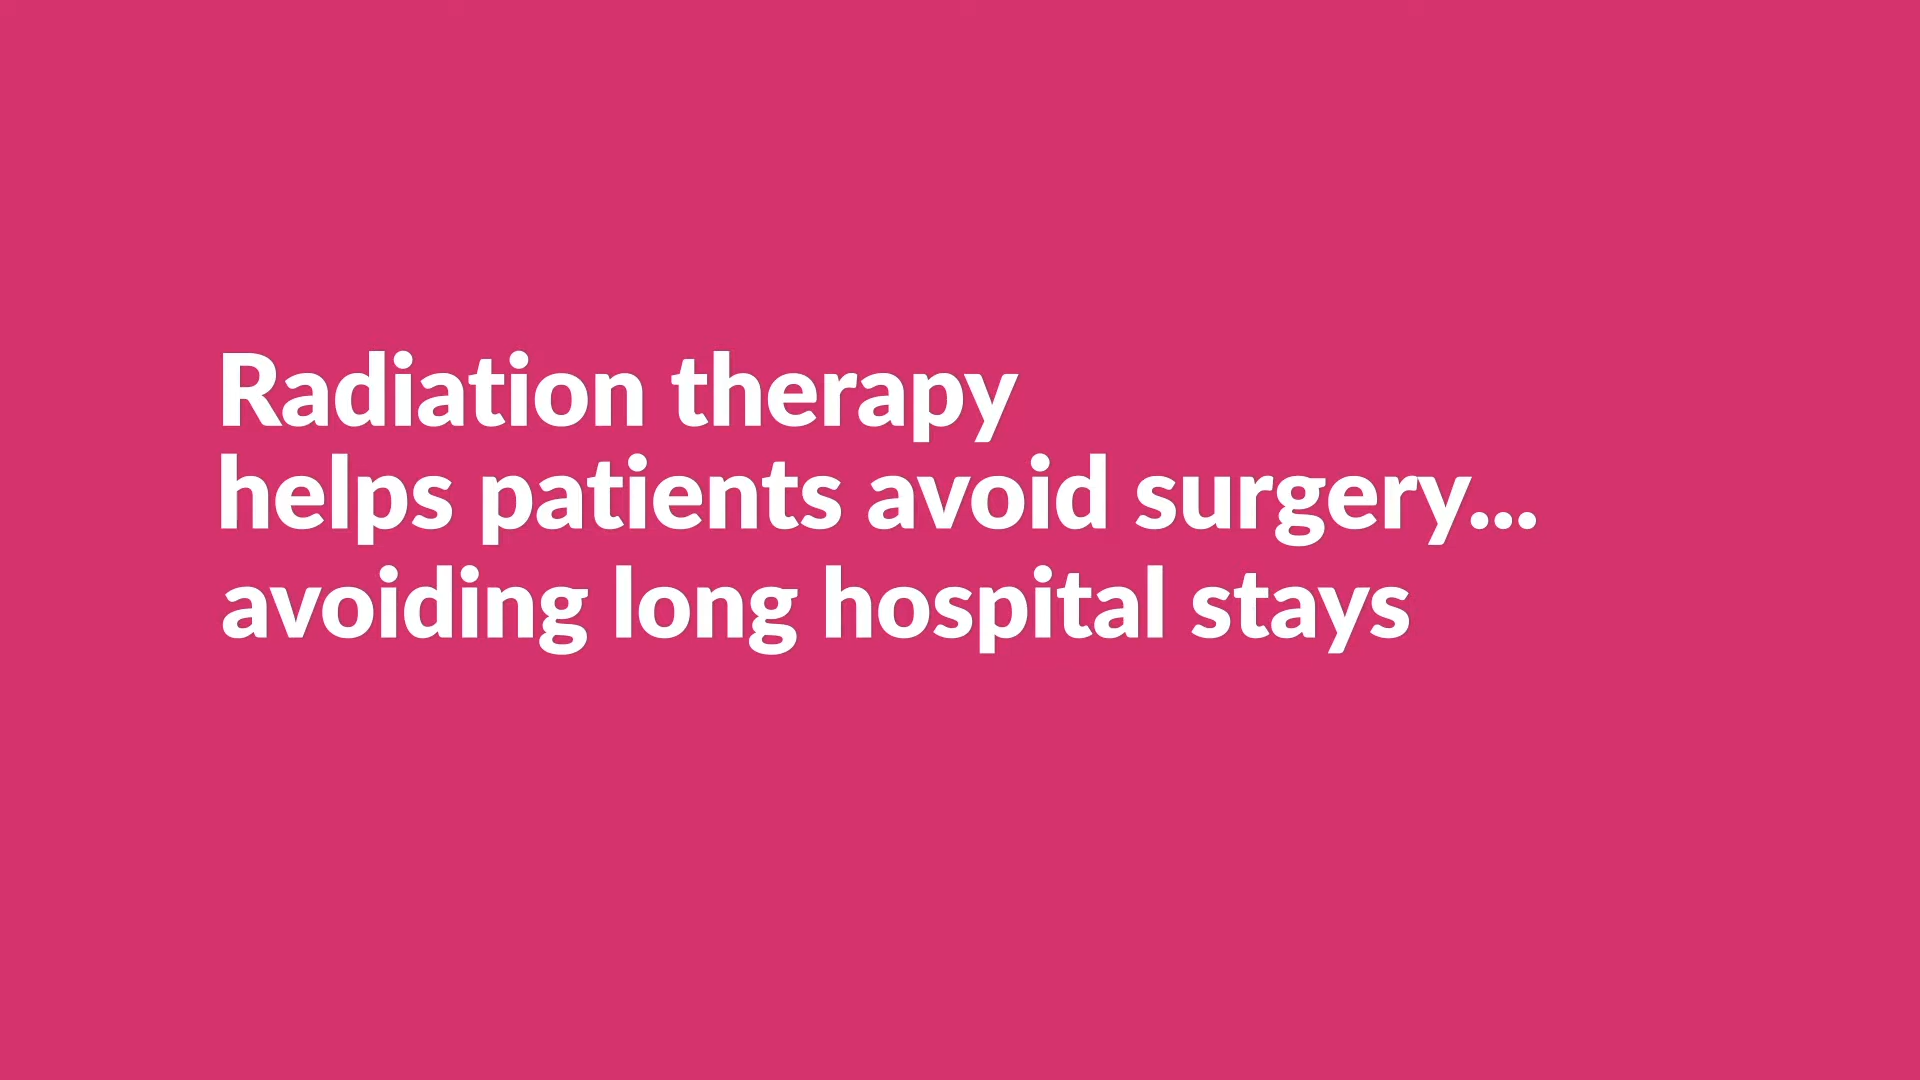 Radiation therapy
helps patients avoid surgery...
avoiding long hospital stays